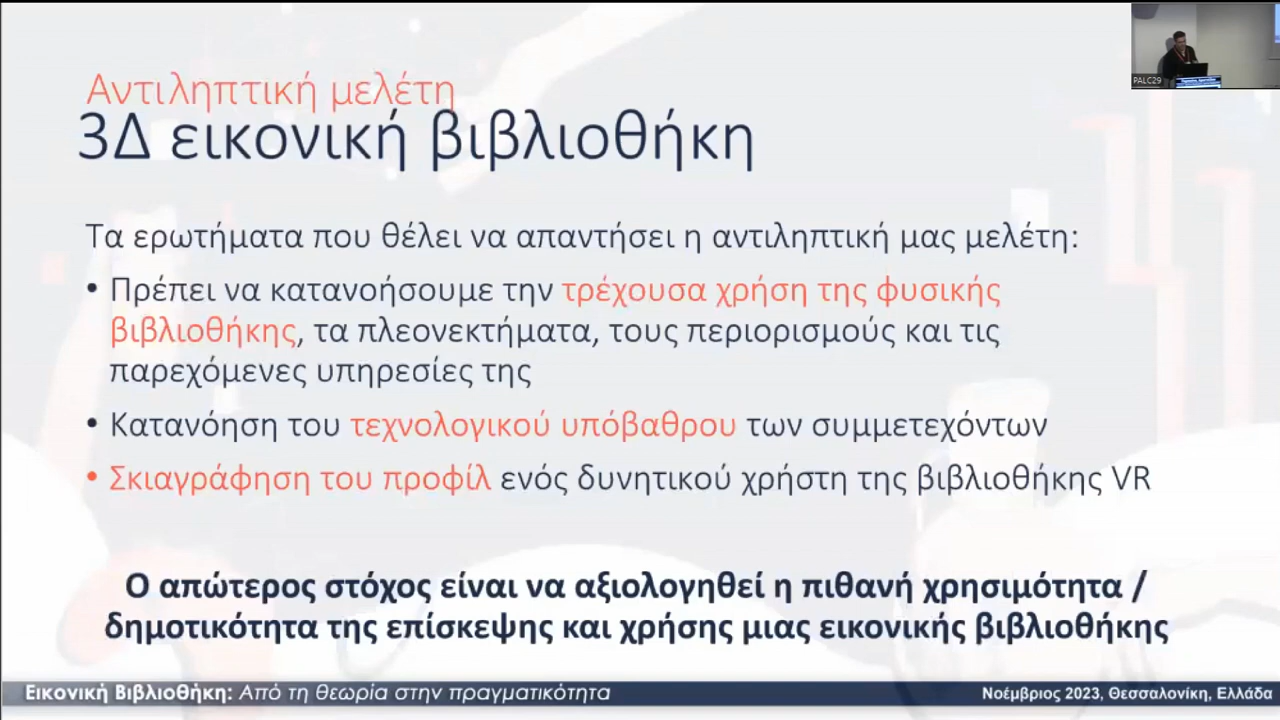 Αντιληπτική μελέτη
3Δ εικονική βιβλιοθήκη
Τα ερωτήματα που θέλει να απαντήσει η αντιληπτική μας μελέτη:
• Πρέπει να κατανοήσουμε την τρέχουσα χρήση της φυσικής
βιβλιοθήκης, τα πλεονεκτήματα, τους περιορισμούς και τις
παρεχόμενες υπηρεσίες της
• Κατανόηση του τεχνολογικού υπόβαθρου των συμμετεχόντων
• Σκιαγράφηση του προφίλ ενός δυνητικού χρήστη της βιβλιοθήκης VR
Ο απώτερος στόχος είναι να αξιολογηθεί η πιθανή χρησιμότητα /
δημοτικότητα της επίσκεψης και χρήσης μιας εικονικής βιβλιοθήκης
Εικονική Βιβλιοθήκη: Από τη θεωρία στην πραγματικότητα
Νοέμβριος 2023, Θεσσαλονίκη, Ελλάδα
PALC29